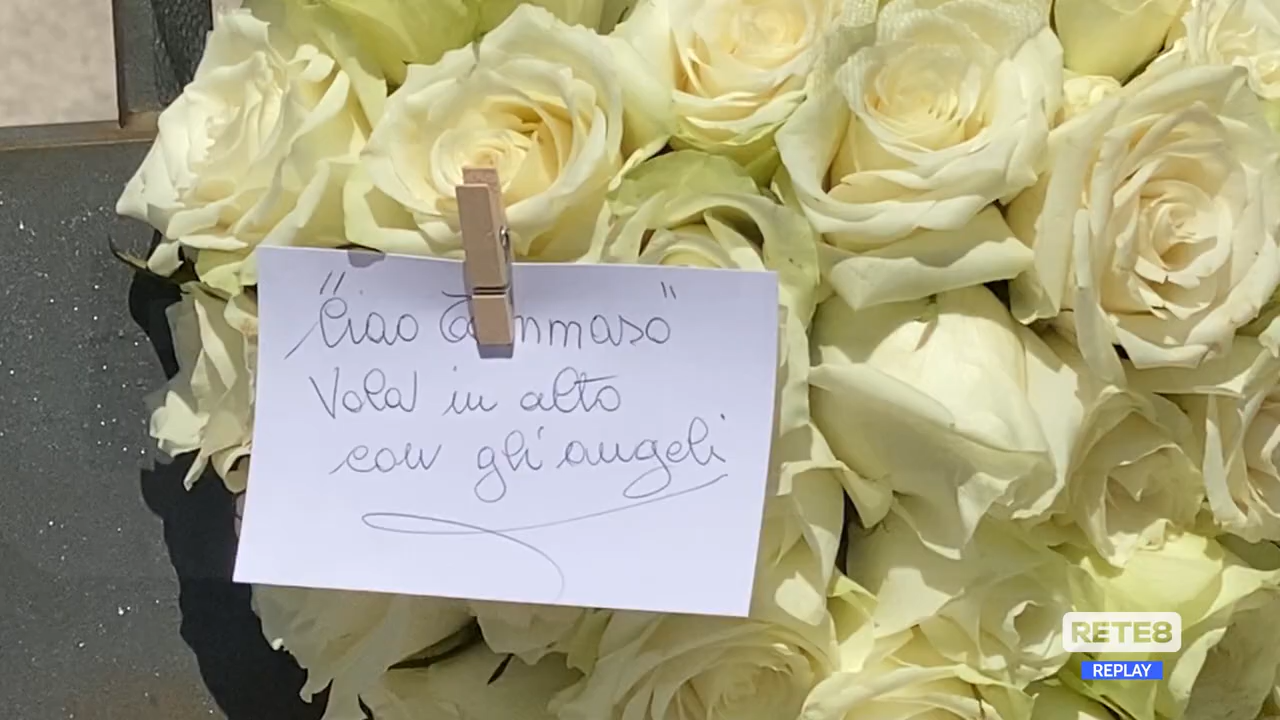 "Ciao Tommaso"
Vola in alto
con gli angeli
RETE8
REPLAY